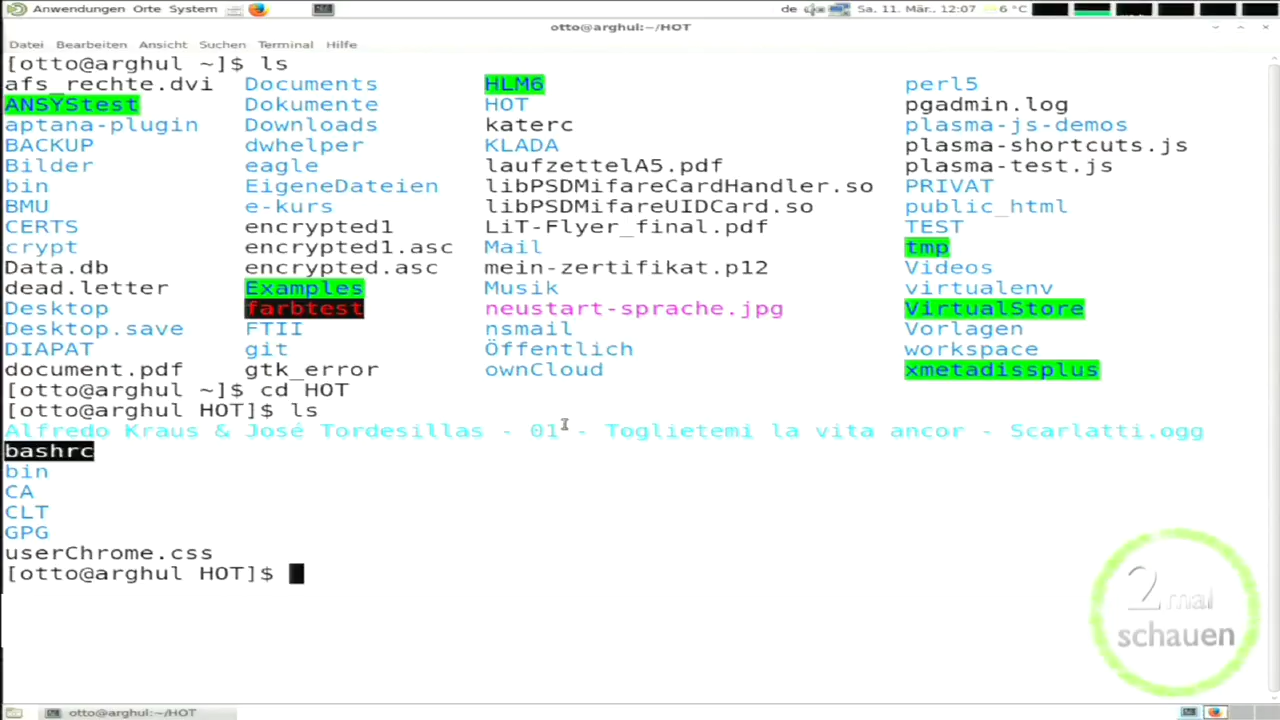 Anwendungen Orte System de Sa. 11. Mär., 12:07 6 °C
otto@arghul:~/HOT
Datei Bearbeiten Ansicht Suchen Terminal Hilfe
[otto@arghul ~]$ ls
afs_rechte.dvi Documents HLM6 perl5
ANSYStest Dokumente HOT pgadmin.log
aptana-plugin Downloads katerc plasma-js-demos
BACKUP dwhelper KLADA plasma-shortcuts.js
Bilder eagle laufzettelA5.pdf plasma-test.js
bin EigeneDateien libPSDMifareCardHandler.so PRIVAT
BMU e-kurs libPSDMifareUIDCard.so public_html
CERTS encrypted1 LiT-Flyer_final.pdf TEST
crypt encrypted1.asc Mail tmp
Data.db encrypted.asc mein-zertifikat.p12 Videos
dead.letter Examples Musik virtualenv
Desktop farbtest neustart-sprache.jpg VirtualStore
Desktop.save FTII nsmail Vorlagen
DIAPAT git Öffentlich workspace
document.pdf gtk_error ownCloud xmetadissplus
[otto@arghul ~]$ cd HOT
[otto@arghul HOT]$ ls
Alfredo Kraus & José Tordesillas - 01 - Toglietemi la vita ancor - Scarlatti.ogg
bashrc
bin
CA
CLT
GPG
userChrome.css
[otto@arghul HOT]$
2mal
schauen
otto@arghul:~/HOT